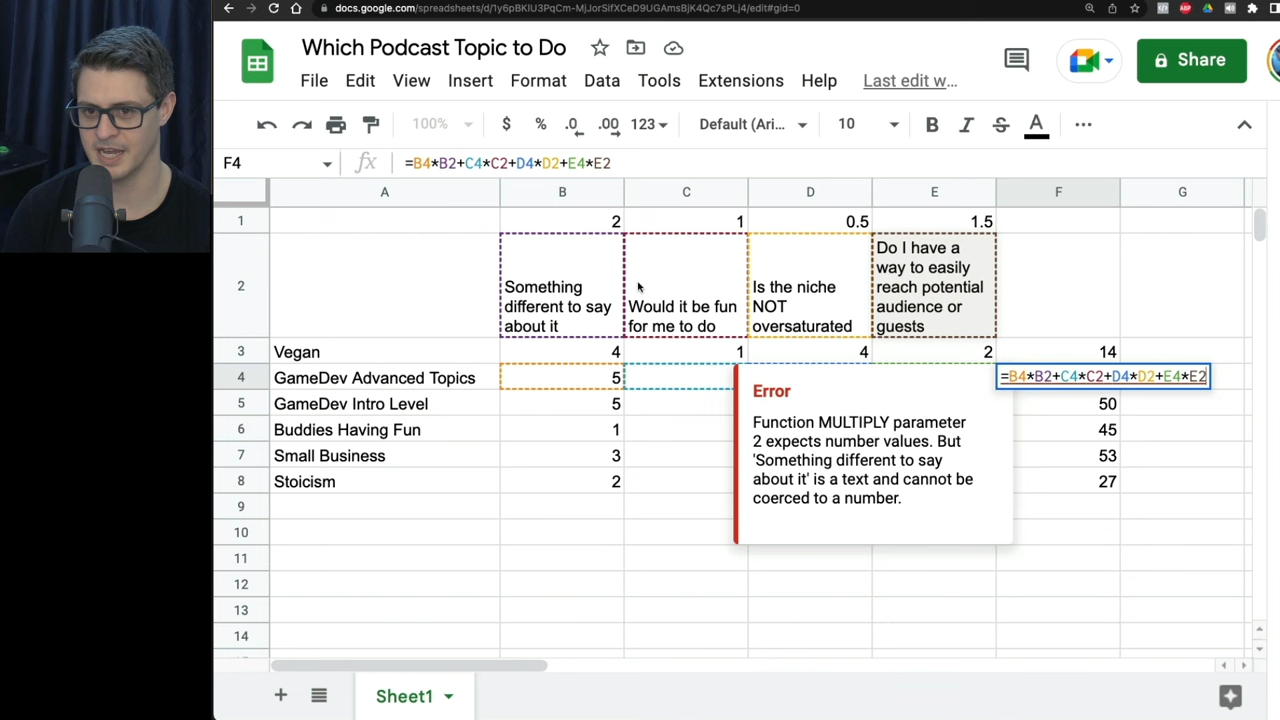 docs.google.com/spreadsheets/d/1y6pBKIU3PqCm-MjJorSifXCeD9UGAmsBjK4Qc7sPLj4/edit#gid=0
Which Podcast Topic to Do
File Edit View Insert Format Data Tools Extensions Help Last edit w...
Share
100% $ % .0 .00 123 Default (Ari... 10 B I S A
F4 fx =B4*B2+C4*C2+D4*D2+E4*E2
A B C D E F G
1 2 1 0.5 1.5
2
Something
different to say
about it
Would it be fun
for me to do
Is the niche
NOT
oversaturated
Do I have a
way to easily
reach potential
audience or
guests
3 Vegan 4 1 4 2 14
4 GameDev Advanced Topics 5 =B4*B2+C4*C2+D4*D2+E4*E2
5 GameDev Intro Level 5 50
6 Buddies Having Fun 1 45
7 Small Business 3 53
8 Stoicism 2 27
9
10
11
12
13
14
Error
Function MULTIPLY parameter
2 expects number values. But
'Something different to say
about it' is a text and cannot be
coerced to a number.
Sheet1